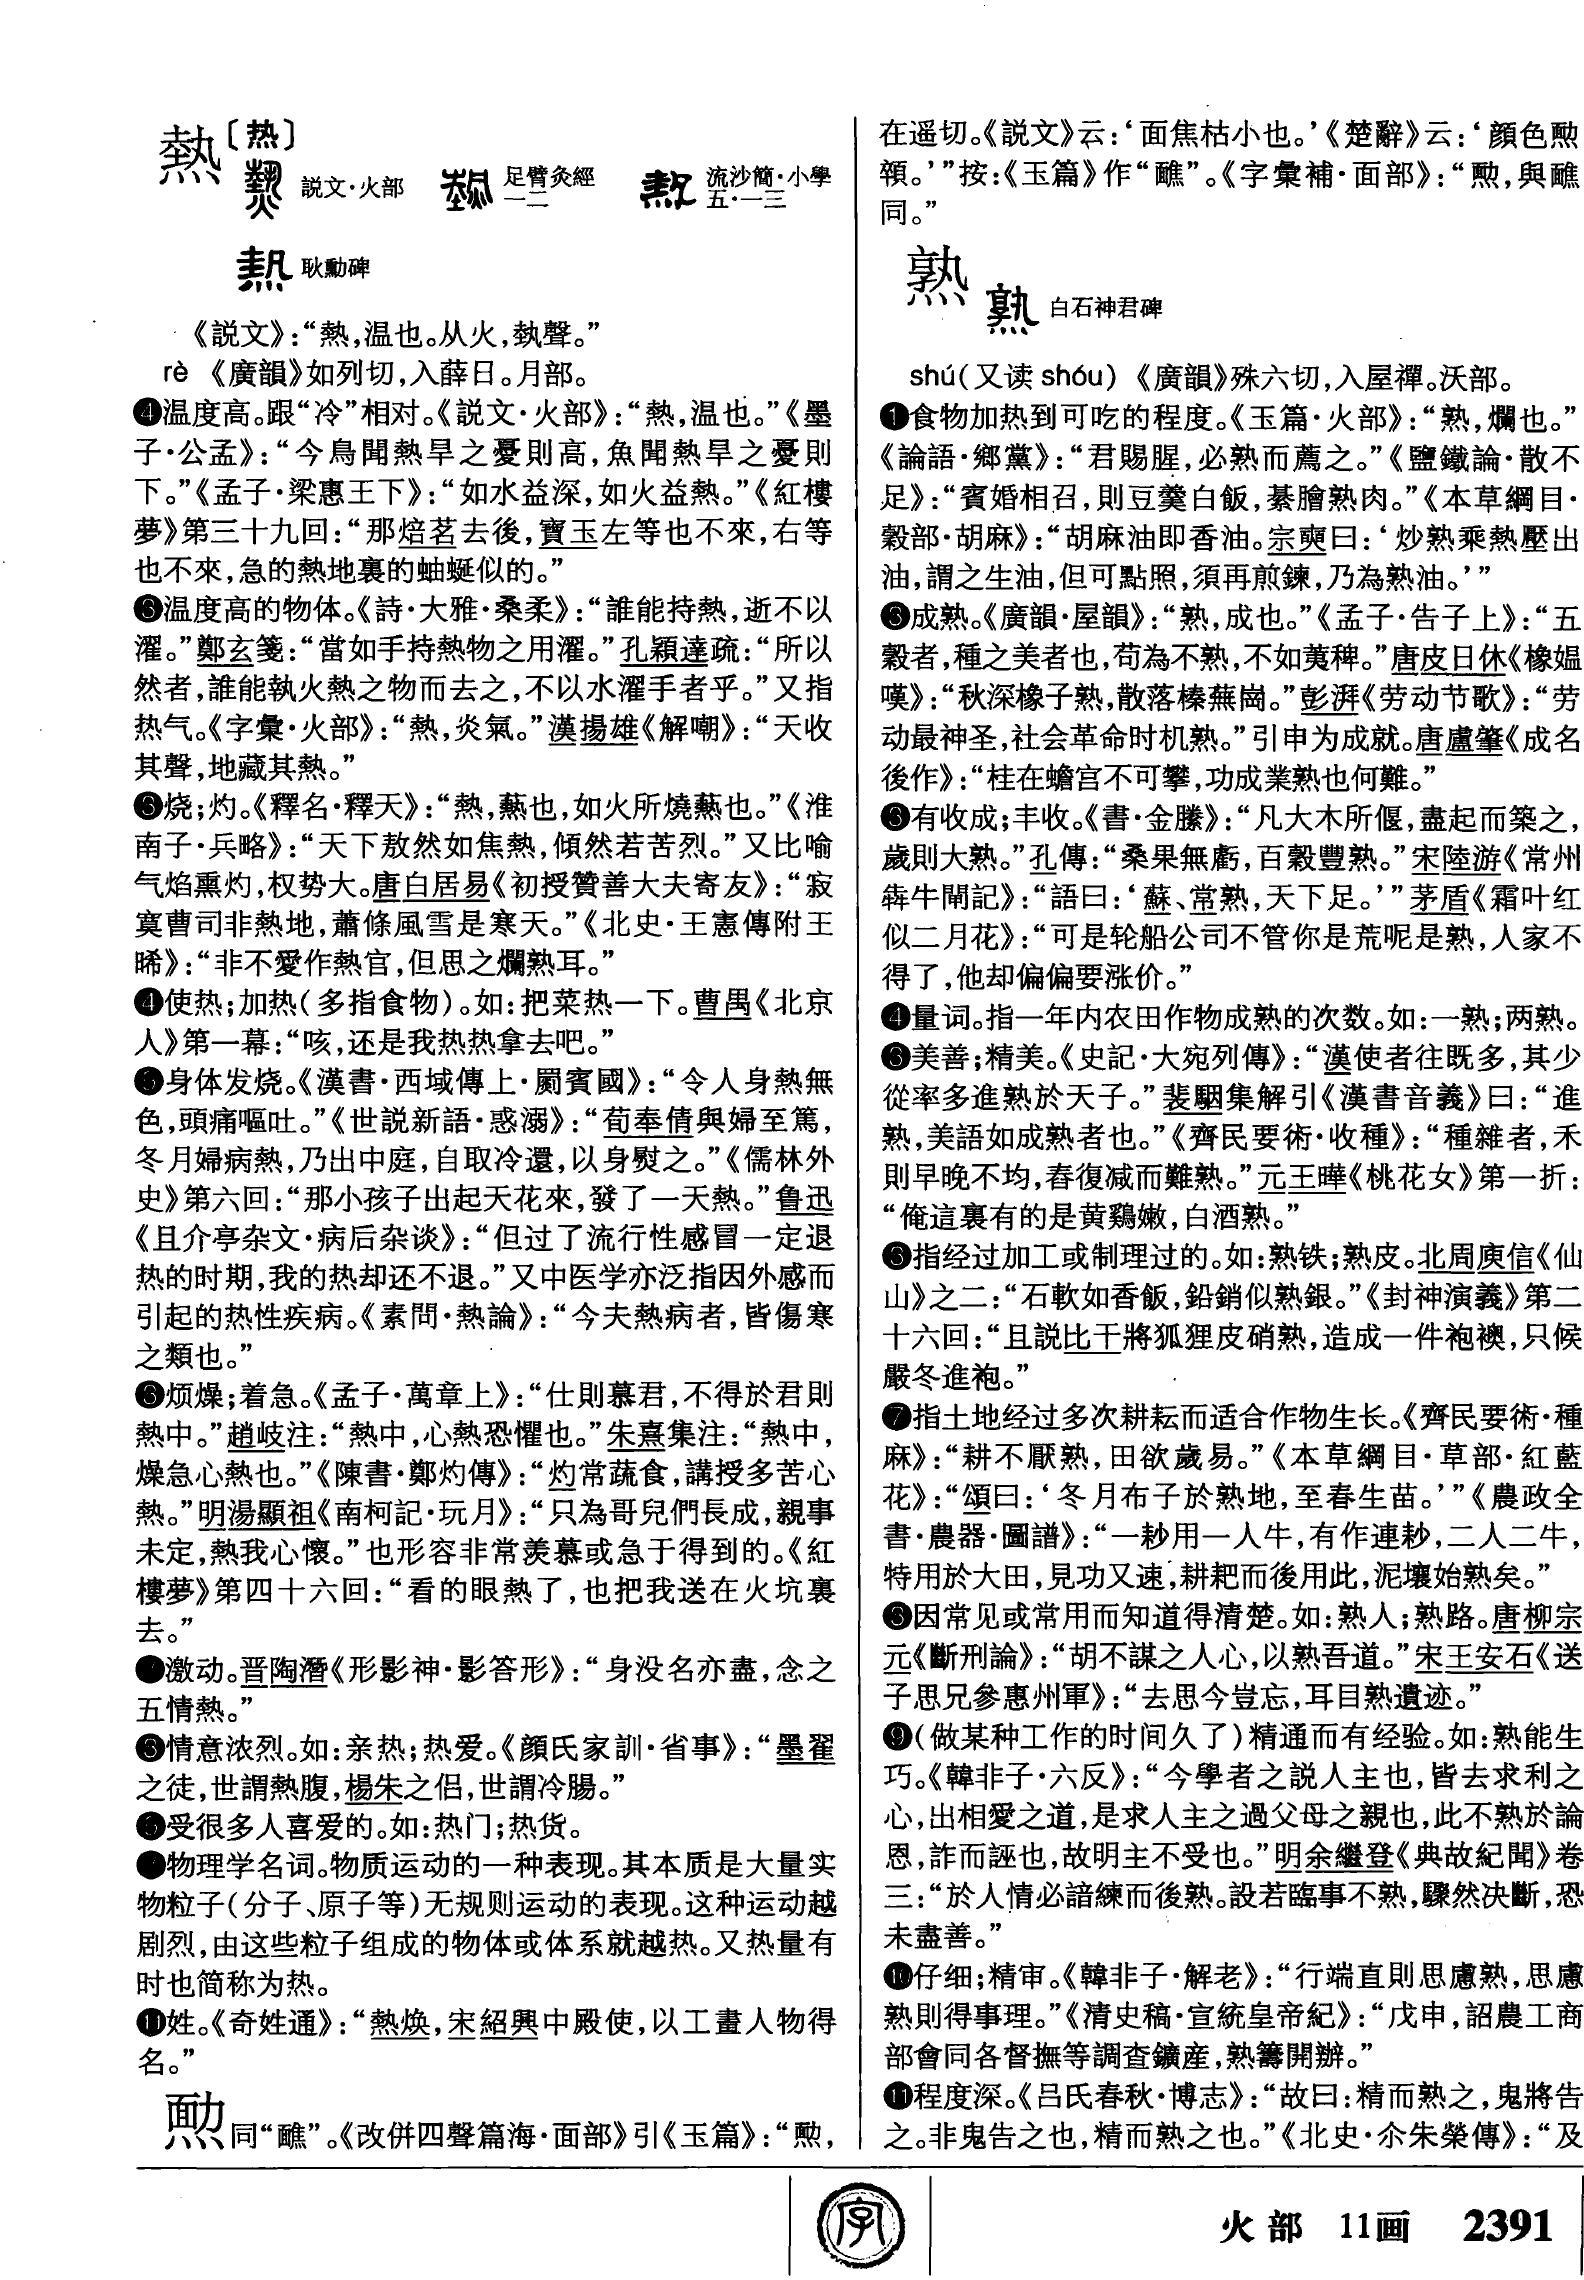 熱〔热〕
説文·火部 足臂灸經 一二 流沙簡·小學 五·一三
耿勳碑
《説文》：“熱，温也。从火，埶聲。”
rè 《廣韻》如列切，入薛日。月部。
❶温度高。跟“冷”相对。《説文·火部》：“熱，温也。”《墨
子·公孟》：“今鳥聞熱旱之憂則高，魚聞熱旱之憂則
下。”《孟子·梁惠王下》：“如水益深，如火益熱。”《紅樓
夢》第三十九回：“那焙茗去後，寶玉左等也不來，右等
也不來，急的熱地裏的蚰蜒似的。”
❷温度高的物体。《詩·大雅·桑柔》：“誰能持熱，逝不以
濯。”鄭玄箋：“當如手持熱物之用濯。”孔穎達疏：“所以
然者，誰能執火熱之物而去之，不以水濯手者乎。”又指
热气。《字彙·火部》：“熱，炎氣。”漢揚雄《解嘲》：“天收
其聲，地藏其熱。”
❸烧；灼。《釋名·釋天》：“熱，爇也，如火所燒爇也。”《淮
南子·兵略》：“天下敖然如焦熱，傾然若苦烈。”又比喻
气焰熏灼，权势大。唐白居易《初授贊善大夫寄友》：“寂
寞曹司非熱地，蕭條風雪是寒天。”《北史·王憲傳附王
晞》：“非不愛作熱官，但思之爛熟耳。”
❹使热；加热（多指食物）。如：把菜热一下。曹禺《北京
人》第一幕：“咳，还是我热热拿去吧。”
❺身体发烧。《漢書·西域傳上·罽賓國》：“令人身熱無
色，頭痛嘔吐。”《世説新語·惑溺》：“荀奉倩與婦至篤，
冬月婦病熱，乃出中庭，自取冷還，以身熨之。”《儒林外
史》第六回：“那小孩子出起天花來，發了一天熱。”鲁迅
《且介亭杂文·病后杂谈》：“但过了流行性感冒一定退
热的时期，我的热却还不退。”又中医学亦泛指因外感而
引起的热性疾病。《素問·熱論》：“今夫熱病者，皆傷寒
之類也。”
❻烦燥；着急。《孟子·萬章上》：“仕則慕君，不得於君則
熱中。”趙岐注：“熱中，心熱恐懼也。”朱熹集注：“熱中，
燥急心熱也。”《陳書·鄭灼傳》：“灼常蔬食，講授多苦心
熱。”明湯顯祖《南柯記·玩月》：“只為哥兒們長成，親事
未定，熱我心懷。”也形容非常羡慕或急于得到的。《紅
樓夢》第四十六回：“看的眼熱了，也把我送在火坑裏
去。”
❼激动。晋陶潛《形影神·影答形》：“身没名亦盡，念之
五情熱。”
❽情意浓烈。如：亲热；热爱。《顔氏家訓·省事》：“墨翟
之徒，世謂熱腹，楊朱之侣，世謂冷腸。”
❾受很多人喜爱的。如：热门；热货。
❿物理学名词。物质运动的一种表现。其本质是大量实
物粒子（分子、原子等）无规则运动的表现。这种运动越
剧烈，由这些粒子组成的物体或体系就越热。又热量有
时也简称为热。
⓫姓。《奇姓通》：“熱焕，宋紹興中殿使，以工畫人物得
名。”
同“醮”。《改併四聲篇海·面部》引《玉篇》：“
在遥切。《説文》云：‘面焦枯小也。’《楚辭》云：‘顔色
顇。’”按：《玉篇》作“醮”。《字彙補·面部》：“，與醮
同。”
熟
白石神君碑
shú（又读 shóu） 《廣韻》殊六切，入屋禪。沃部。
❶食物加热到可吃的程度。《玉篇·火部》：“熟，爛也。”
《論語·鄉黨》：“君賜腥，必熟而薦之。”《鹽鐵論·散不
足》：“賓婚相召，則豆羹白飯，綦膾熟肉。”《本草綱目·
穀部·胡麻》：“胡麻油即香油。宗奭曰：‘炒熟乘熱壓出
油，謂之生油，但可點照，須再煎鍊，乃為熟油。’”
❷成熟。《廣韻·屋韻》：“熟，成也。”《孟子·告子上》：“五
穀者，種之美者也，苟為不熟，不如荑稗。”唐皮日休《橡媪
嘆》：“秋深橡子熟，散落榛蕪崗。”彭湃《劳动节歌》：“劳
动最神圣，社会革命时机熟。”引申为成就。唐盧肇《成名
後作》：“桂在蟾宫不可攀，功成業熟也何難。”
❸有收成；丰收。《書·金縢》：“凡大木所偃，盡起而築之，
歲則大熟。”孔傳：“桑果無虧，百穀豐熟。”宋陸游《常州
犇牛閘記》：“語曰：‘蘇、常熟，天下足。’”茅盾《霜叶红
似二月花》：“可是轮船公司不管你是荒呢是熟，人家不
得了，他却偏偏要涨价。”
❹量词。指一年内农田作物成熟的次数。如：一熟；两熟。
❺美善；精美。《史記·大宛列傳》：“漢使者往既多，其少
從率多進熟於天子。”裴駰集解引《漢書音義》曰：“進
熟，美語如成熟者也。”《齊民要術·收種》：“種雜者，禾
則早晚不均，舂復减而難熟。”元王曄《桃花女》第一折：
“俺這裏有的是黄鷄嫩，白酒熟。”
❻指经过加工或制理过的。如：熟铁；熟皮。北周庾信《仙
山》之二：“石軟如香飯，鉛銷似熟銀。”《封神演義》第二
十六回：“且説比干將狐狸皮硝熟，造成一件袍襖，只候
嚴冬進袍。”
❼指土地经过多次耕耘而适合作物生长。《齊民要術·種
麻》：“耕不厭熟，田欲歲易。”《本草綱目·草部·紅藍
花》：“頌曰：‘冬月布子於熟地，至春生苗。’”《農政全
書·農器·圖譜》：“一耖用一人牛，有作連耖，二人二牛，
特用於大田，見功又速，耕耙而後用此，泥壤始熟矣。”
❽因常见或常用而知道得清楚。如：熟人；熟路。唐柳宗
元《斷刑論》：“胡不謀之人心，以熟吾道。”宋王安石《送
子思兄參惠州軍》：“去思今豈忘，耳目熟遺迹。”
❾（做某种工作的时间久了）精通而有经验。如：熟能生
巧。《韓非子·六反》：“今學者之説人主也，皆去求利之
心，出相愛之道，是求人主之過父母之親也，此不熟於論
恩，詐而誣也，故明主不受也。”明余繼登《典故紀聞》卷
三：“於人情必諳練而後熟。設若臨事不熟，驟然决斷，恐
未盡善。”
❿仔细；精审。《韓非子·解老》：“行端直則思慮熟，思慮
熟則得事理。”《清史稿·宣統皇帝紀》：“戊申，詔農工商
部會同各督撫等調查鑛産，熟籌開辦。”
⓫程度深。《吕氏春秋·博志》：“故曰：精而熟之，鬼將告
之。非鬼告之也，精而熟之也。”《北史·尒朱榮傳》：“及
字
火部 11画 2391